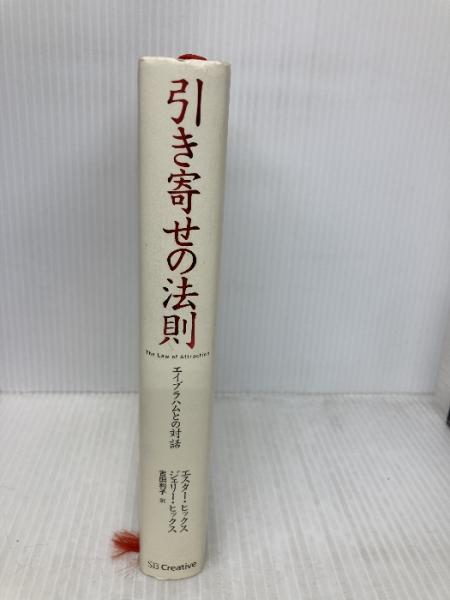 引き寄せの法則
The Law of Attraction
エイブラハムとの対話
エスター・ヒックス
ジェリー・ヒックス
吉田利子 訳
SB Creative